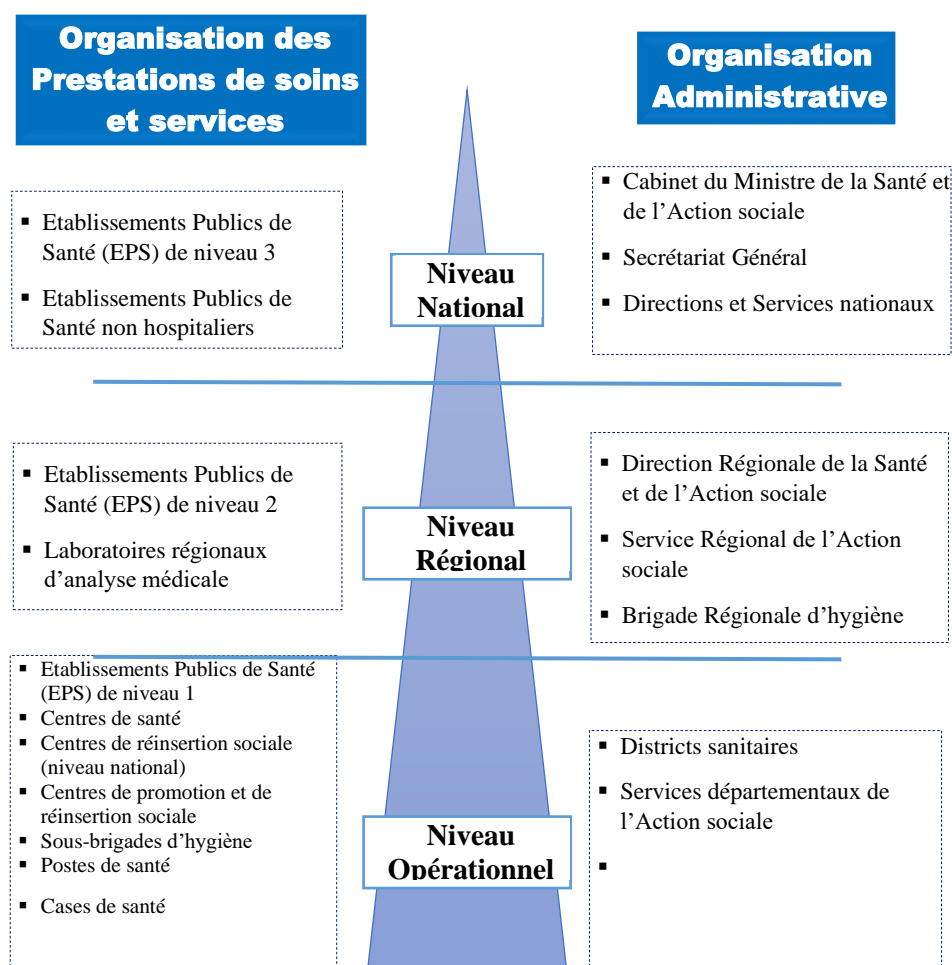 Organisation des
Prestations de soins
et services
Organisation
Administrative
▪ Etablissements Publics de
Santé (EPS) de niveau 3
▪ Etablissements Publics de
Santé non hospitaliers
Niveau
National
▪ Cabinet du Ministre de la Santé et
de l’Action sociale
▪ Secrétariat Général
▪ Directions et Services nationaux
▪ Etablissements Publics de
Santé (EPS) de niveau 2
▪ Laboratoires régionaux
d’analyse médicale
Niveau
Régional
▪ Direction Régionale de la Santé
et de l’Action sociale
▪ Service Régional de l’Action
sociale
▪ Brigade Régionale d’hygiène
▪ Etablissements Publics de Santé
(EPS) de niveau 1
▪ Centres de santé
▪ Centres de réinsertion sociale
(niveau national)
▪ Centres de promotion et de
réinsertion sociale
▪ Sous-brigades d’hygiène
▪ Postes de santé
▪ Cases de santé
Niveau
Opérationnel
▪ Districts sanitaires
▪ Services départementaux de
l’Action sociale
▪